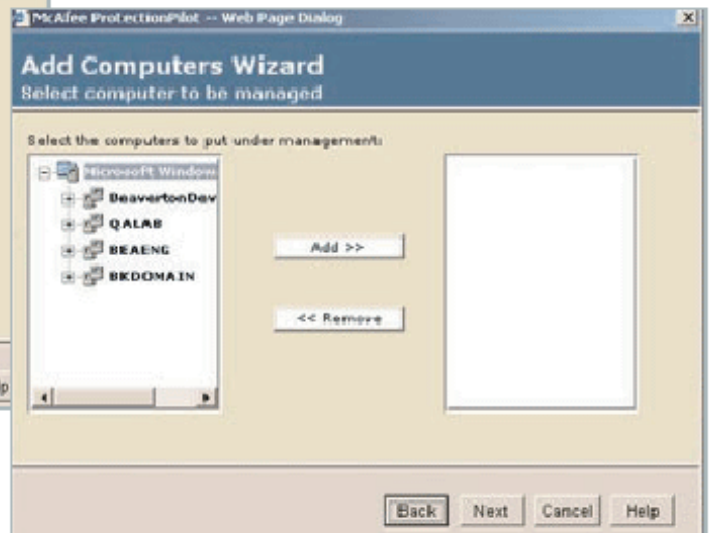 McAfee ProtectionPilot -- Web Page Dialog
Add Computers Wizard
Select computer to be managed
Select the computers to put under management:
Microsoft Window
BeavertonDev
QALAB
BEAENG
BKDOMAIN
Add >>
<< Remove
Back Next Cancel Help